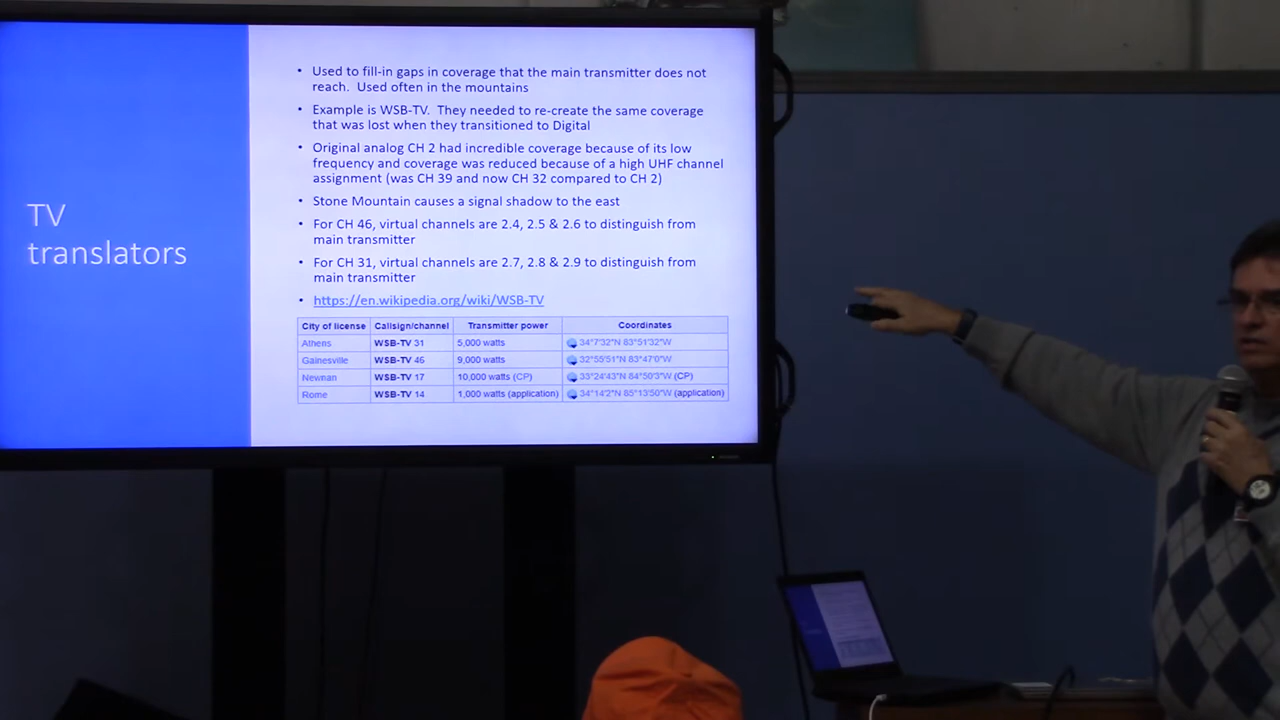 TV
translators
• Used to fill-in gaps in coverage that the main transmitter does not
reach. Used often in the mountains
• Example is WSB-TV. They needed to re-create the same coverage
that was lost when they transitioned to Digital
• Original analog CH 2 had incredible coverage because of its low
frequency and coverage was reduced because of a high UHF channel
assignment (was CH 39 and now CH 32 compared to CH 2)
• Stone Mountain causes a signal shadow to the east
• For CH 46, virtual channels are 2.4, 2.5 & 2.6 to distinguish from
main transmitter
• For CH 31, virtual channels are 2.7, 2.8 & 2.9 to distinguish from
main transmitter
• https://en.wikipedia.org/wiki/WSB-TV
City of license Callsign/channel Transmitter power Coordinates
Athens WSB-TV 31 5,000 watts 34°7′32″N 83°51′32″W
Gainesville WSB-TV 46 9,000 watts 32°55′51″N 83°47′0″W
Newnan WSB-TV 17 10,000 watts (CP) 33°24′43″N 84°50′3″W (CP)
Rome WSB-TV 14 1,000 watts (application) 34°14′2″N 85°13′50″W (application)